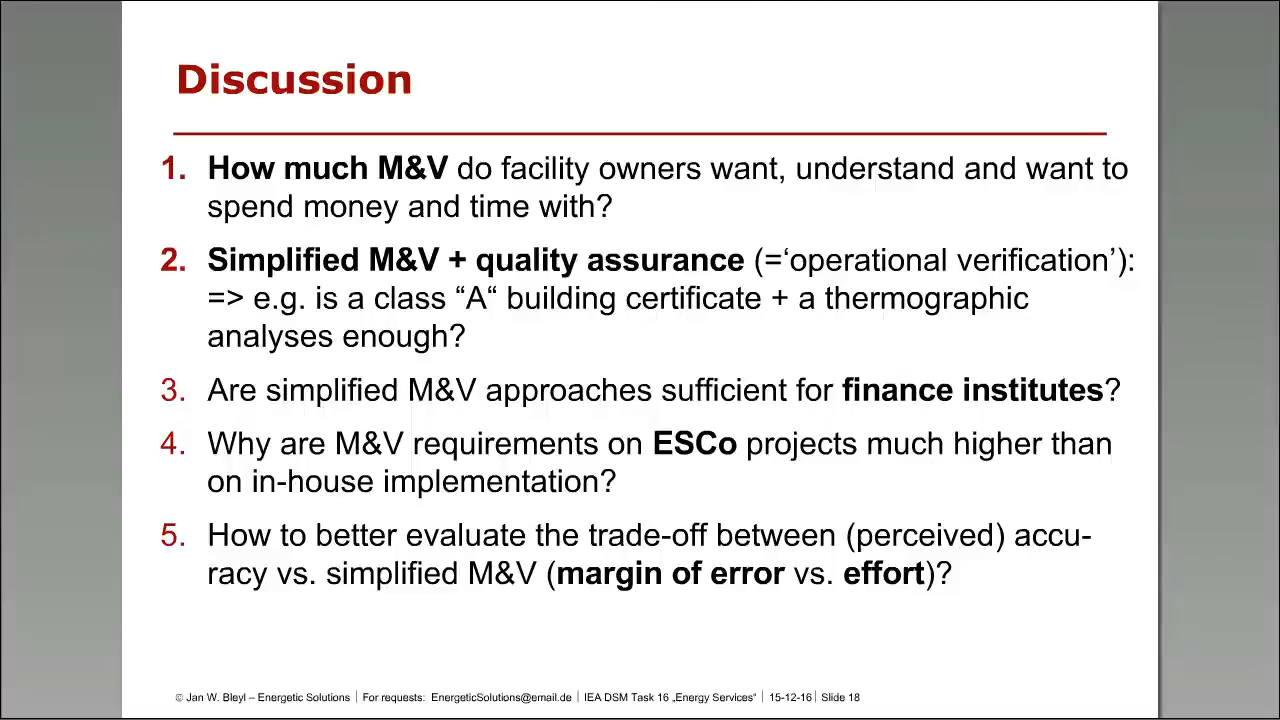 Discussion
1. How much M&V do facility owners want, understand and want to
spend money and time with?
2. Simplified M&V + quality assurance (=‘operational verification’):
=> e.g. is a class “A“ building certificate + a thermographic
analyses enough?
3. Are simplified M&V approaches sufficient for finance institutes?
4. Why are M&V requirements on ESCo projects much higher than
on in-house implementation?
5. How to better evaluate the trade-off between (perceived) accu-
racy vs. simplified M&V (margin of error vs. effort)?
© Jan W. Bleyl – Energetic Solutions | For requests: EnergeticSolutions@email.de | IEA DSM Task 16 „Energy Services“ | 15-12-16 | Slide 18